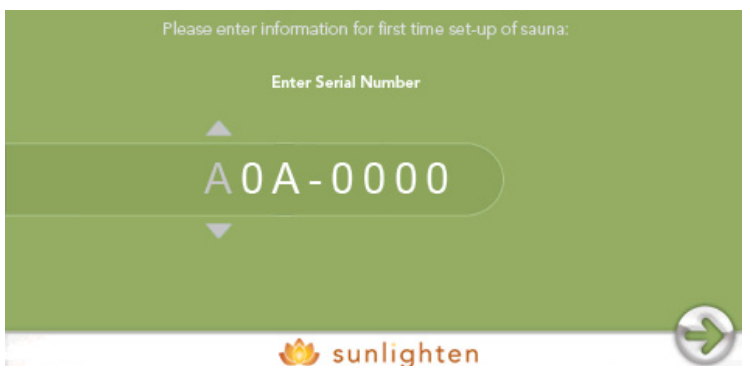 Please enter information for first time set-up of sauna:
Enter Serial Number
A0A-0000
sunlighten